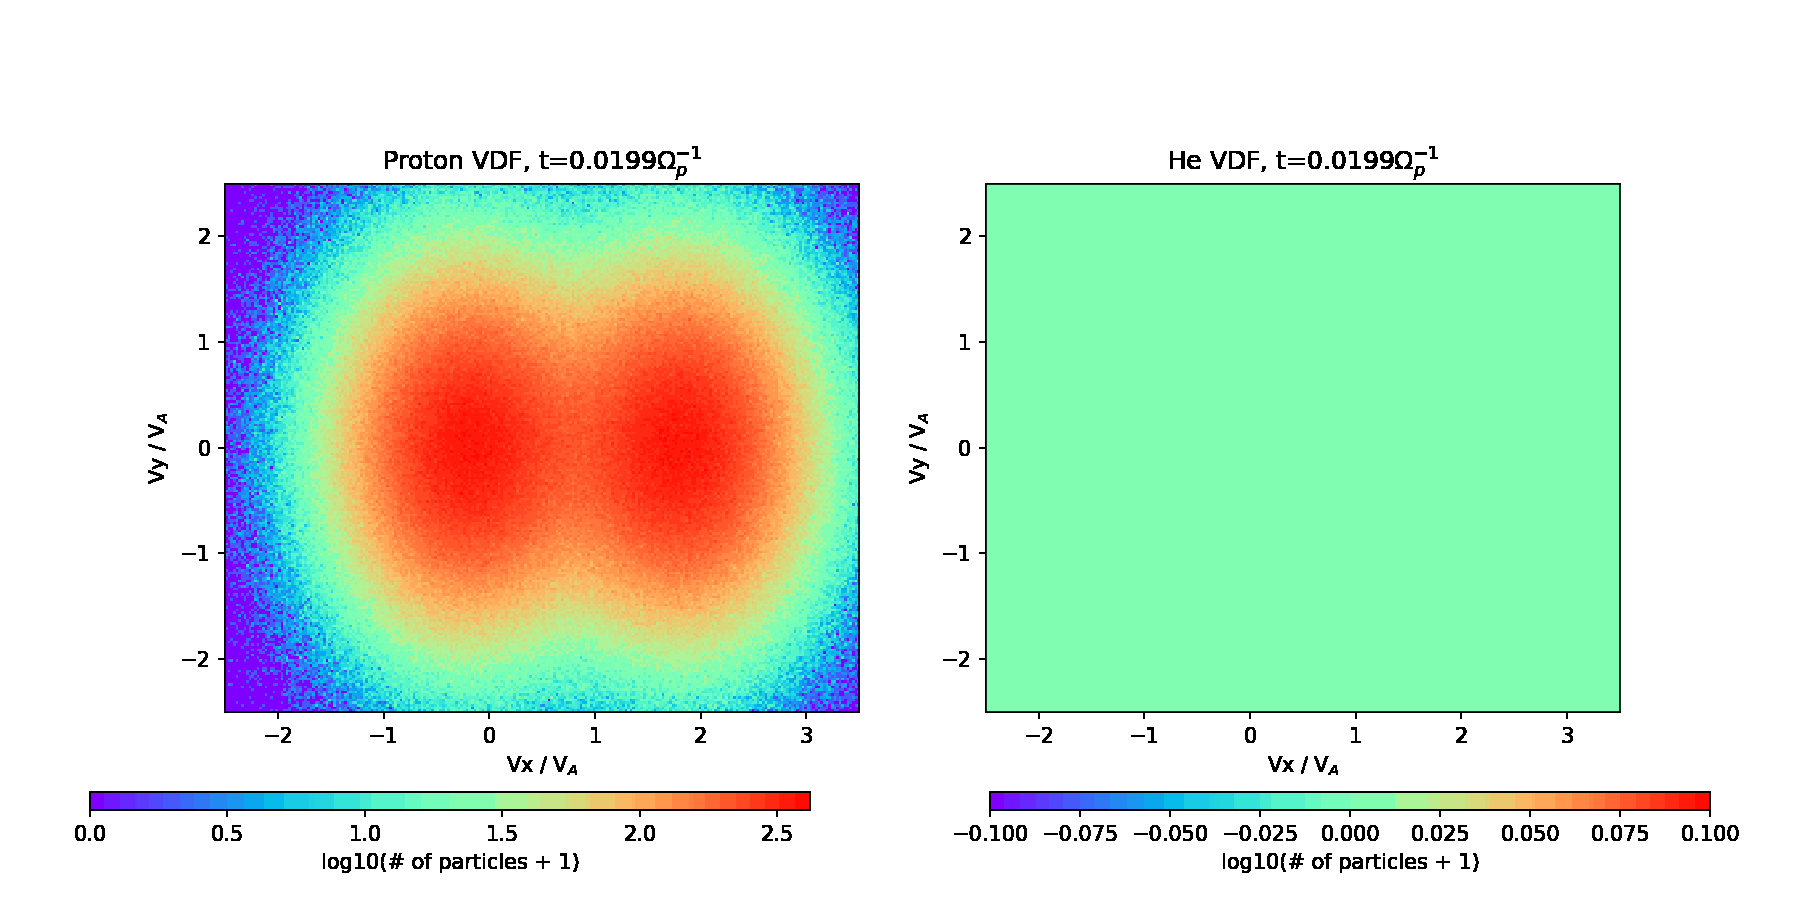 Proton VDF, t=0.0199Ω_p^{−1}
2
1
0
−1
−2
Vy / V_A
−2 −1 0 1 2 3
Vx / V_A
0.0 0.5 1.0 1.5 2.0 2.5
log10(# of particles + 1)
He VDF, t=0.0199Ω_p^{−1}
2
1
0
−1
−2
Vy / V_A
−2 −1 0 1 2 3
Vx / V_A
−0.100 −0.075 −0.050 −0.025 0.000 0.025 0.050 0.075 0.100
log10(# of particles + 1)